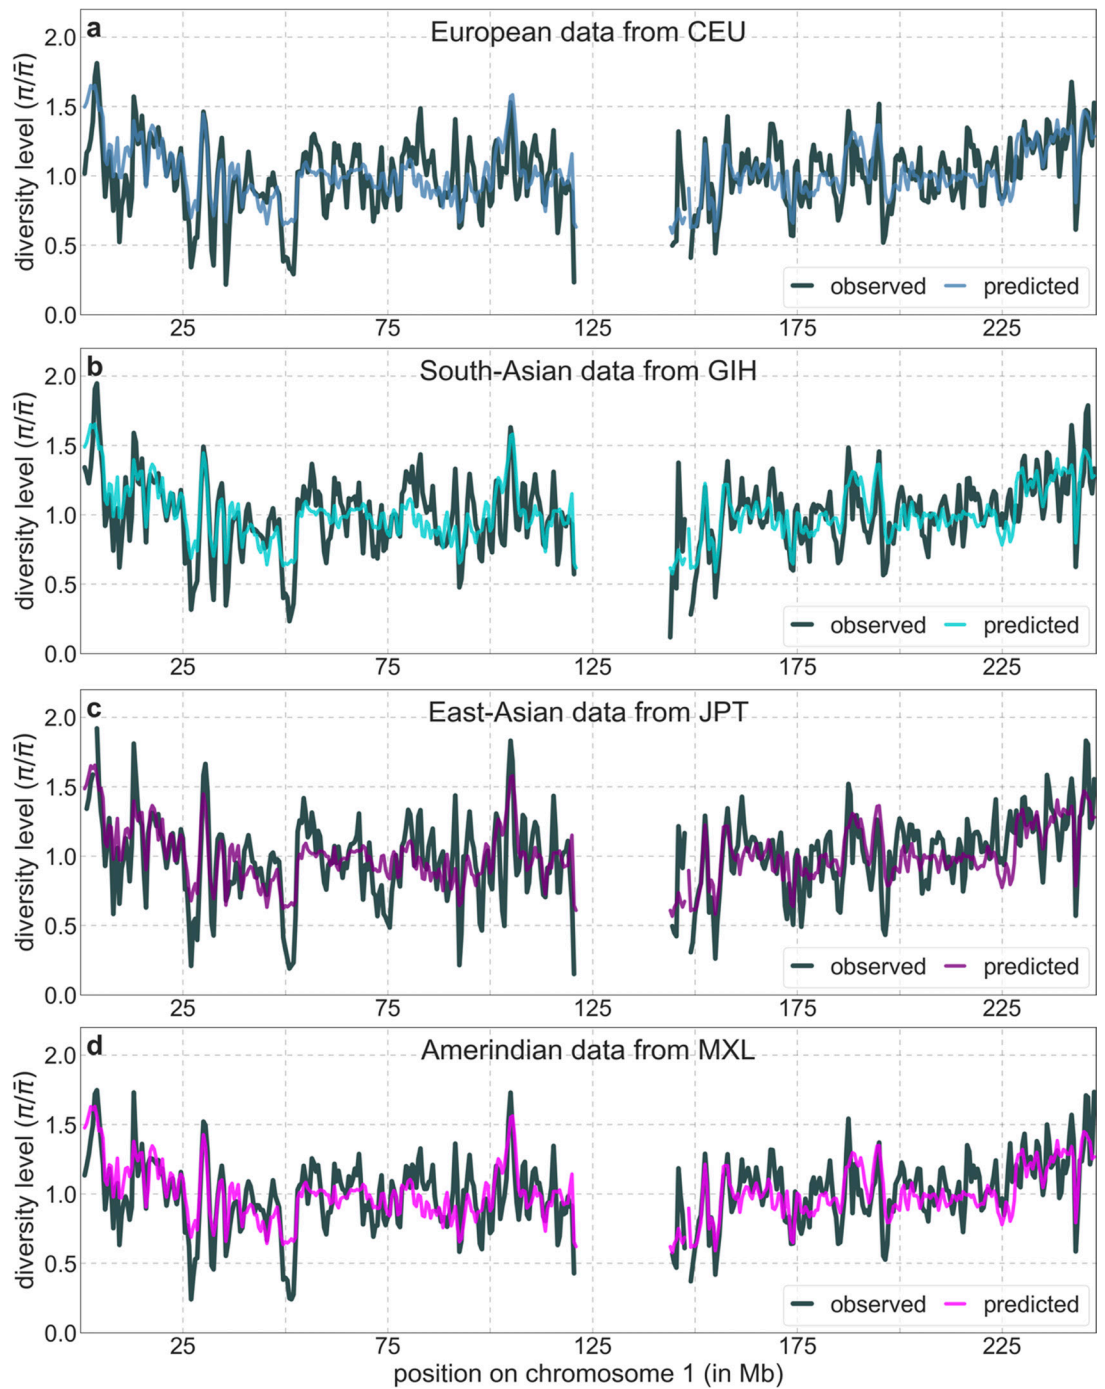 a
European data from CEU
diversity level (π/π̄)
2.0
1.5
1.0
0.5
0.0
observed predicted
25 75 125 175 225
b
South-Asian data from GIH
diversity level (π/π̄)
2.0
1.5
1.0
0.5
0.0
observed predicted
25 75 125 175 225
c
East-Asian data from JPT
diversity level (π/π̄)
2.0
1.5
1.0
0.5
0.0
observed predicted
25 75 125 175 225
d
Amerindian data from MXL
diversity level (π/π̄)
2.0
1.5
1.0
0.5
0.0
observed predicted
25 75 125 175 225
position on chromosome 1 (in Mb)